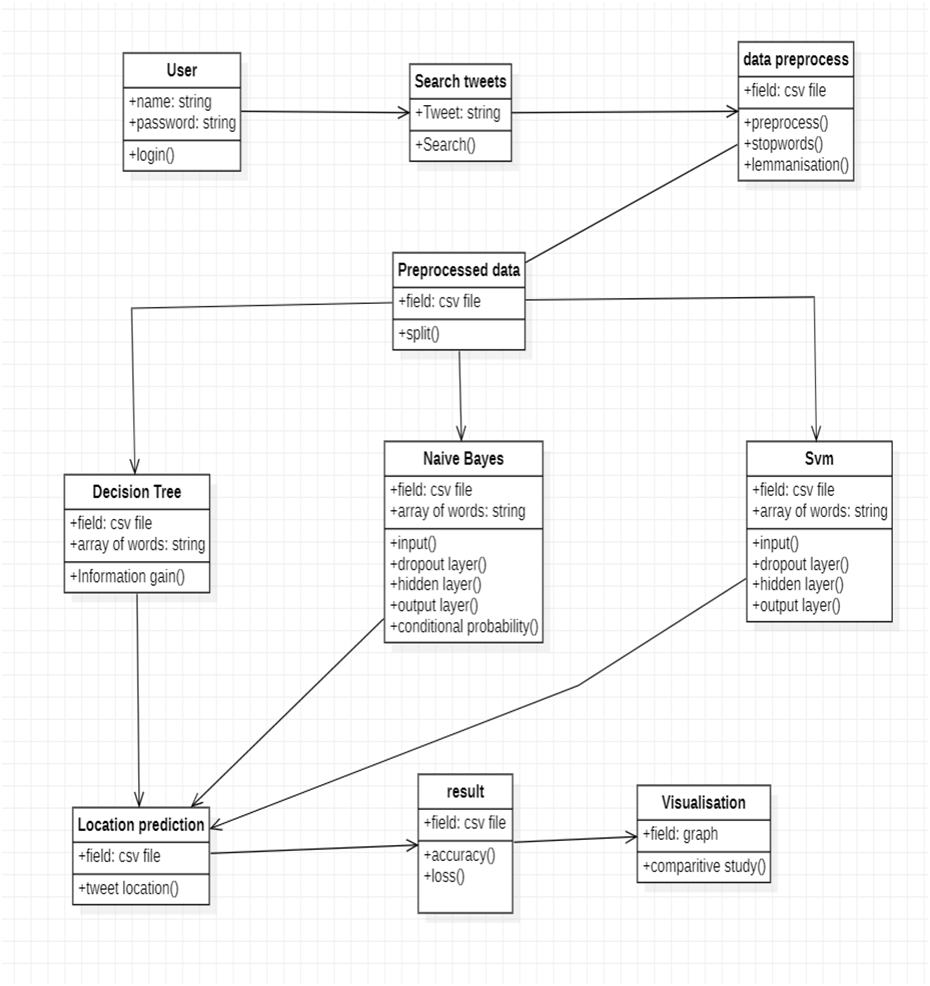 User
+name: string
+password: string
+login()
Search tweets
+Tweet: string
+Search()
data preprocess
+field: csv file
+preprocess()
+stopwords()
+lemmanisation()
Preprocessed data
+field: csv file
+split()
Decision Tree
+field: csv file
+array of words: string
+Information gain()
Naive Bayes
+field: csv file
+array of words: string
+input()
+dropout layer()
+hidden layer()
+output layer()
+conditional probability()
Svm
+field: csv file
+array of words: string
+input()
+dropout layer()
+hidden layer()
+output layer()
Location prediction
+field: csv file
+tweet location()
result
+field: csv file
+accuracy()
+loss()
Visualisation
+field: graph
+comparitive study()